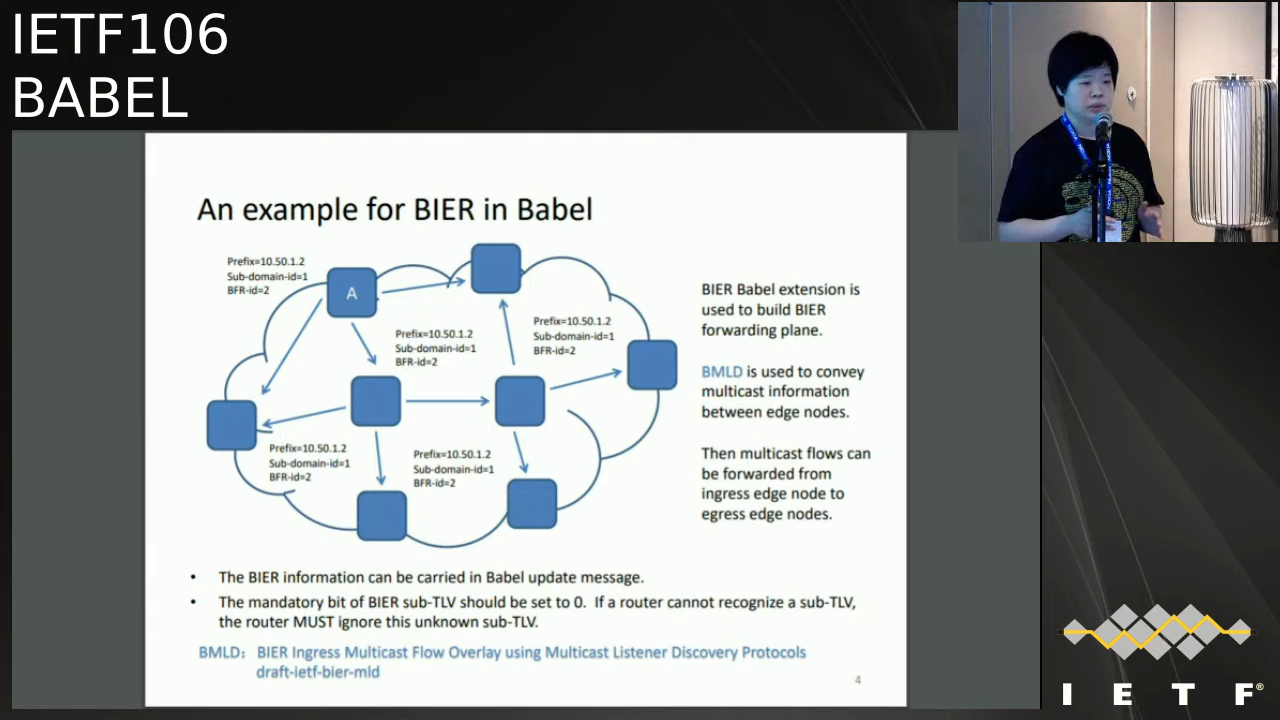 IETF106
BABEL
An example for BIER in Babel
Prefix=10.50.1.2
Sub-domain-id=1
BFR-id=2
A
Prefix=10.50.1.2
Sub-domain-id=1
BFR-id=2
Prefix=10.50.1.2
Sub-domain-id=1
BFR-id=2
Prefix=10.50.1.2
Sub-domain-id=1
BFR-id=2
Prefix=10.50.1.2
Sub-domain-id=1
BFR-id=2
BIER Babel extension is
used to build BIER
forwarding plane.
BMLD is used to convey
multicast information
between edge nodes.
Then multicast flows can
be forwarded from
ingress edge node to
egress edge nodes.
• The BIER information can be carried in Babel update message.
• The mandatory bit of BIER sub-TLV should be set to 0. If a router cannot recognize a sub-TLV,
the router MUST ignore this unknown sub-TLV.
BMLD: BIER Ingress Multicast Flow Overlay using Multicast Listener Discovery Protocols
draft-ietf-bier-mld
4
I E T F®